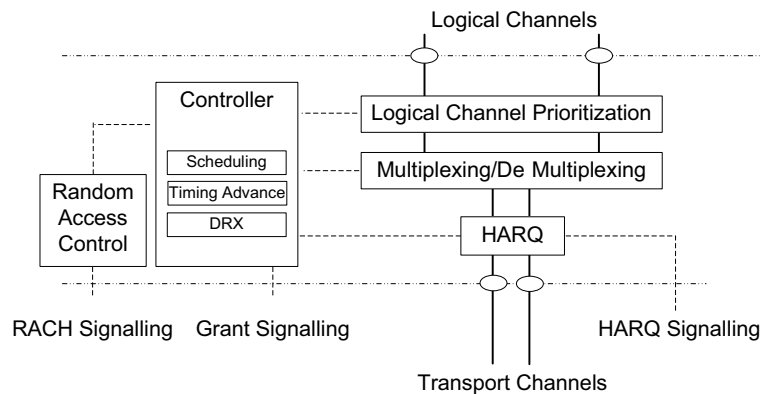 Logical Channels
Controller
Logical Channel Prioritization
Scheduling
Multiplexing/De Multiplexing
Timing Advance
Random
Access
Control
DRX
HARQ
RACH Signalling
Grant Signalling
HARQ Signalling
Transport Channels